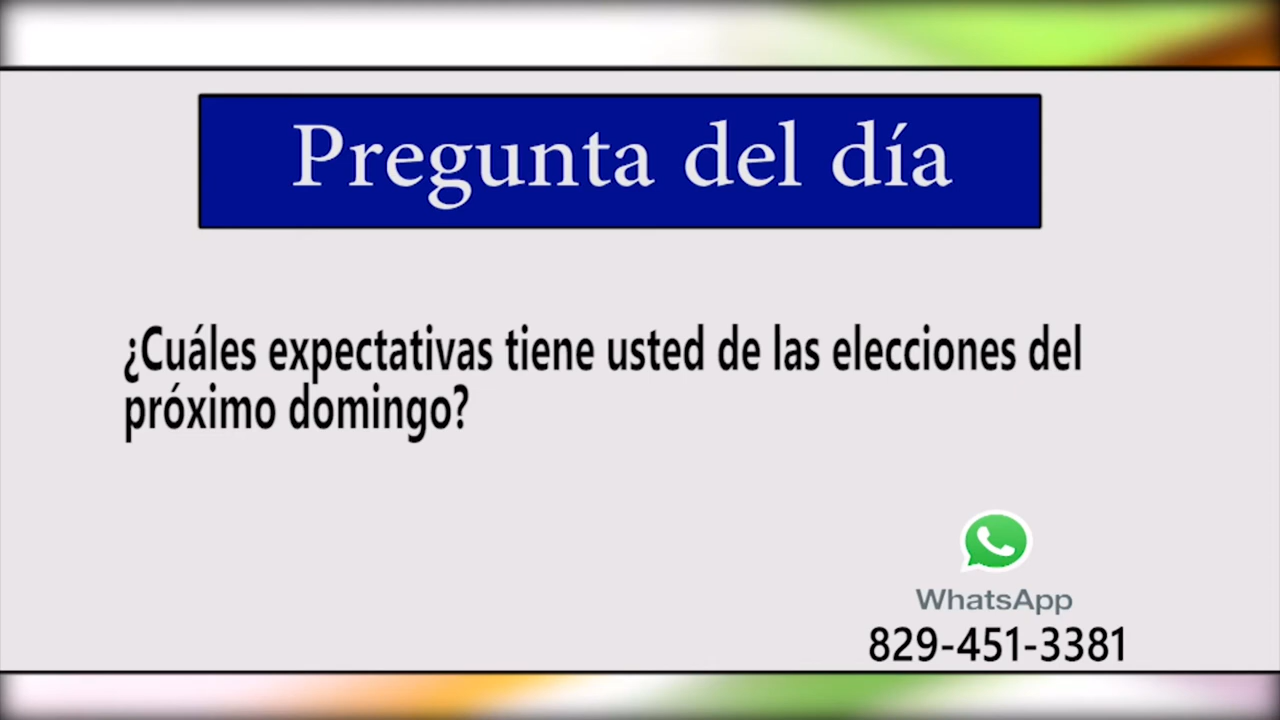 Pregunta del día
¿Cuáles expectativas tiene usted de las elecciones del
próximo domingo?
WhatsApp
829-451-3381